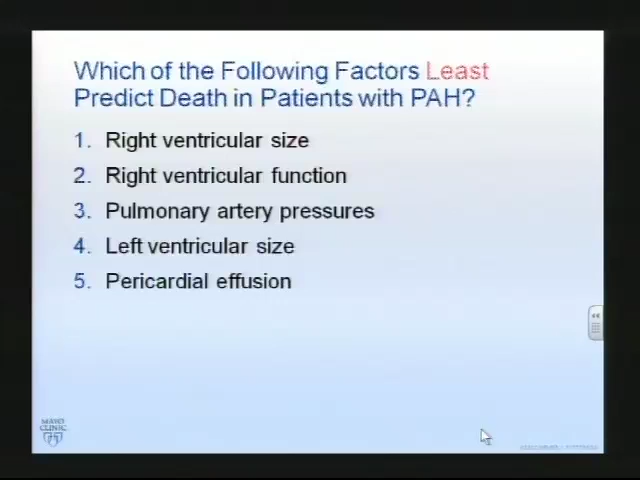 Which of the Following Factors Least
Predict Death in Patients with PAH?
1. Right ventricular size
2. Right ventricular function
3. Pulmonary artery pressures
4. Left ventricular size
5. Pericardial effusion
MAYO
CLINIC